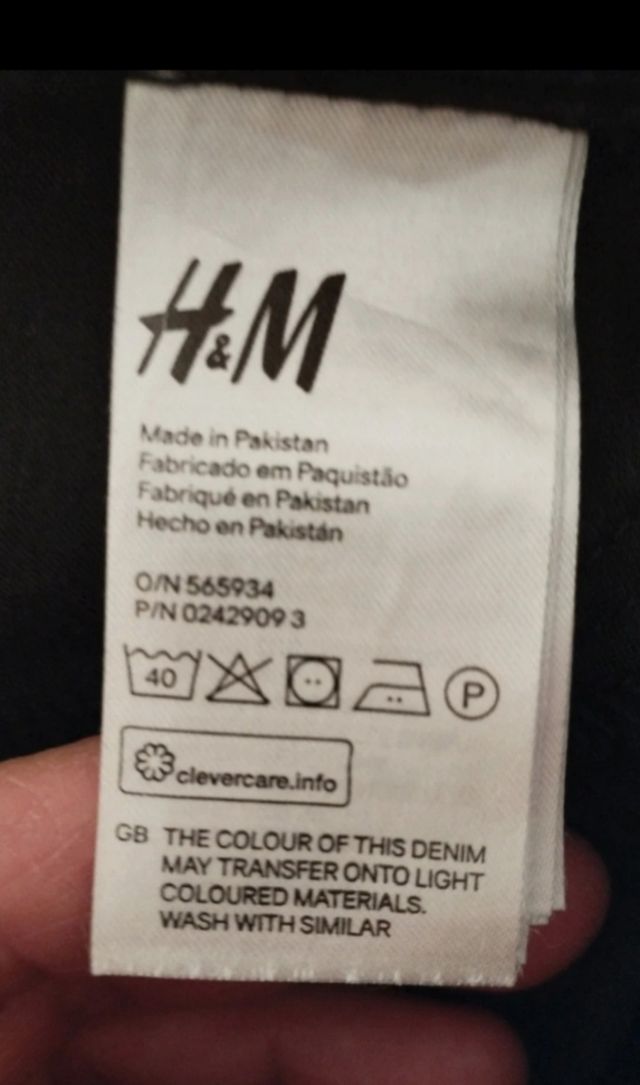 H&M
Made in Pakistan
Fabricado em Paquistão
Fabriqué en Pakistan
Hecho en Pakistán
O/N 565934
P/N 0242909 3
40 P
clevercare.info
GB THE COLOUR OF THIS DENIM
MAY TRANSFER ONTO LIGHT
COLOURED MATERIALS.
WASH WITH SIMILAR